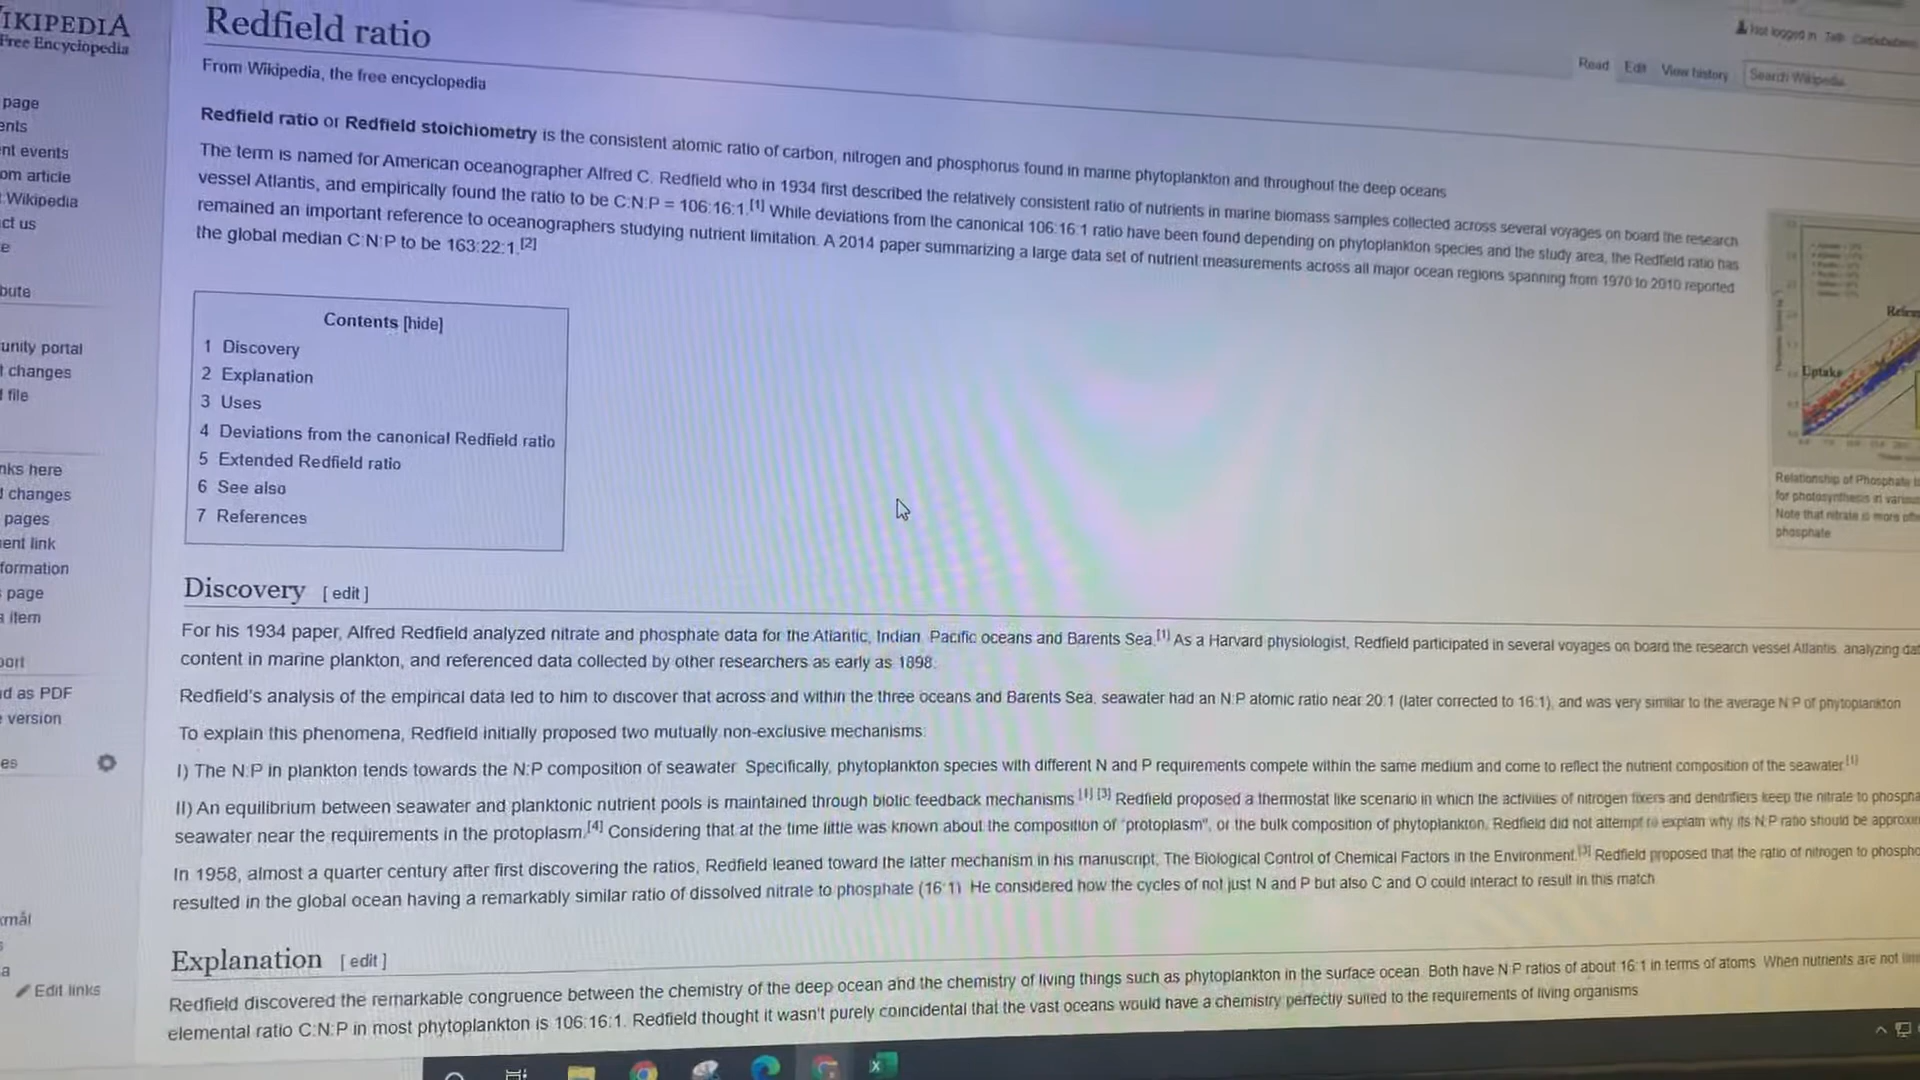 IKIPEDIA
Free Encyclopedia
page
ents
nt events
om article
Wikipedia
ct us
e
bute
unity portal
changes
file
nks here
changes
pages
ent link
formation
page
item
port
d as PDF
version
es
mål
a
Edit links
Not logged in Talk Contributions
Read Edit View history Search Wikipedia
Redfield ratio
From Wikipedia, the free encyclopedia
Redfield ratio or Redfield stoichiometry is the consistent atomic ratio of carbon, nitrogen and phosphorus found in marine phytoplankton and throughout the deep oceans
The term is named for American oceanographer Alfred C. Redfield who in 1934 first described the relatively consistent ratio of nutrients in marine biomass samples collected across several voyages on board the research
vessel Atlantis, and empirically found the ratio to be C:N:P = 106:16:1.[1] While deviations from the canonical 106:16:1 ratio have been found depending on phytoplankton species and the study area, the Redfield ratio has
remained an important reference to oceanographers studying nutrient limitation. A 2014 paper summarizing a large data set of nutrient measurements across all major ocean regions spanning from 1970 to 2010 reported
the global median C:N:P to be 163:22:1.[2]
Uptake
Relationship of Phosphate
for photosynthesis in various
Note that nitrate is more
phosphate
Contents [hide]
1 Discovery
2 Explanation
3 Uses
4 Deviations from the canonical Redfield ratio
5 Extended Redfield ratio
6 See also
7 References
Discovery [ edit ]
For his 1934 paper, Alfred Redfield analyzed nitrate and phosphate data for the Atlantic, Indian, Pacific oceans and Barents Sea.[1] As a Harvard physiologist, Redfield participated in several voyages on board the research vessel Atlantis, analyzing dat
content in marine plankton, and referenced data collected by other researchers as early as 1898.
Redfield's analysis of the empirical data led to him to discover that across and within the three oceans and Barents Sea, seawater had an N:P atomic ratio near 20:1 (later corrected to 16:1), and was very similar to the average N:P of phytoplankton
To explain this phenomena, Redfield initially proposed two mutually non-exclusive mechanisms:
I) The N:P in plankton tends towards the N:P composition of seawater. Specifically, phytoplankton species with different N and P requirements compete within the same medium and come to reflect the nutrient composition of the seawater.[1]
II) An equilibrium between seawater and planktonic nutrient pools is maintained through biotic feedback mechanisms.[1] [3] Redfield proposed a thermostat like scenario in which the activities of nitrogen fixers and denitrifiers keep the nitrate to phospha
seawater near the requirements in the protoplasm.[4] Considering that at the time little was known about the composition of "protoplasm", or the bulk composition of phytoplankton, Redfield did not attempt to explain why its N:P ratio should be approxim
In 1958, almost a quarter century after first discovering the ratios, Redfield leaned toward the latter mechanism in his manuscript, The Biological Control of Chemical Factors in the Environment.[3] Redfield proposed that the ratio of nitrogen to phospho
resulted in the global ocean having a remarkably similar ratio of dissolved nitrate to phosphate (16:1). He considered how the cycles of not just N and P but also C and O could interact to result in this match.
Explanation [ edit ]
Redfield discovered the remarkable congruence between the chemistry of the deep ocean and the chemistry of living things such as phytoplankton in the surface ocean. Both have N:P ratios of about 16:1 in terms of atoms. When nutrients are not
elemental ratio C:N:P in most phytoplankton is 106:16:1. Redfield thought it wasn't purely coincidental that the vast oceans would have a chemistry perfectly suited to the requirements of living organisms.